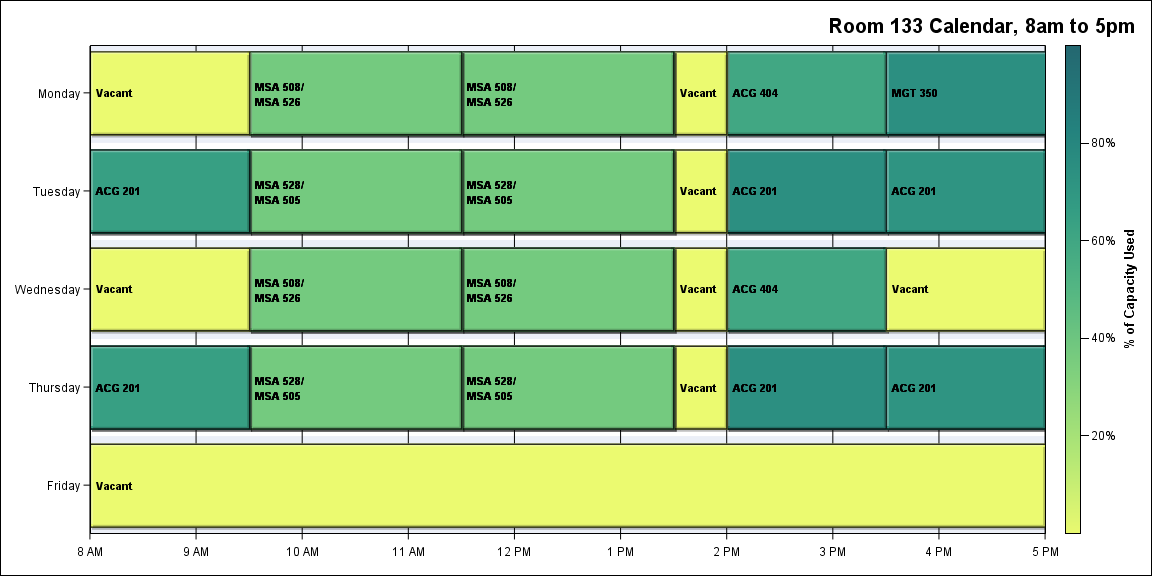 Room 133 Calendar, 8am to 5pm
Monday
Vacant
MSA 508/
MSA 526
MSA 508/
MSA 526
Vacant
ACG 404
MGT 350
Tuesday
ACG 201
MSA 528/
MSA 505
MSA 528/
MSA 505
Vacant
ACG 201
ACG 201
Wednesday
Vacant
MSA 508/
MSA 526
MSA 508/
MSA 526
Vacant
ACG 404
Vacant
Thursday
ACG 201
MSA 528/
MSA 505
MSA 528/
MSA 505
Vacant
ACG 201
ACG 201
Friday
Vacant
8 AM
9 AM
10 AM
11 AM
12 PM
1 PM
2 PM
3 PM
4 PM
5 PM
80%
60%
40%
20%
% of Capacity Used